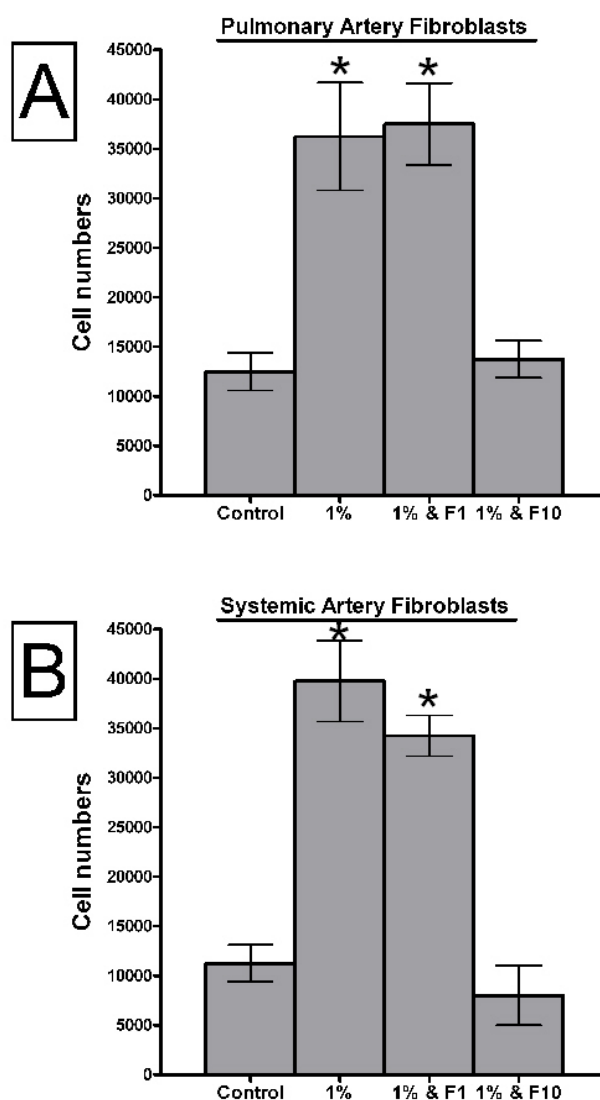 Pulmonary Artery Fibroblasts
A
45000
40000
35000
30000
25000
20000
15000
10000
5000
0
Cell numbers
* *
Control 1% 1% & F1 1% & F10
Systemic Artery Fibroblasts
B
45000
40000
35000
30000
25000
20000
15000
10000
5000
0
Cell numbers
*
*
Control 1% 1% & F1 1% & F10